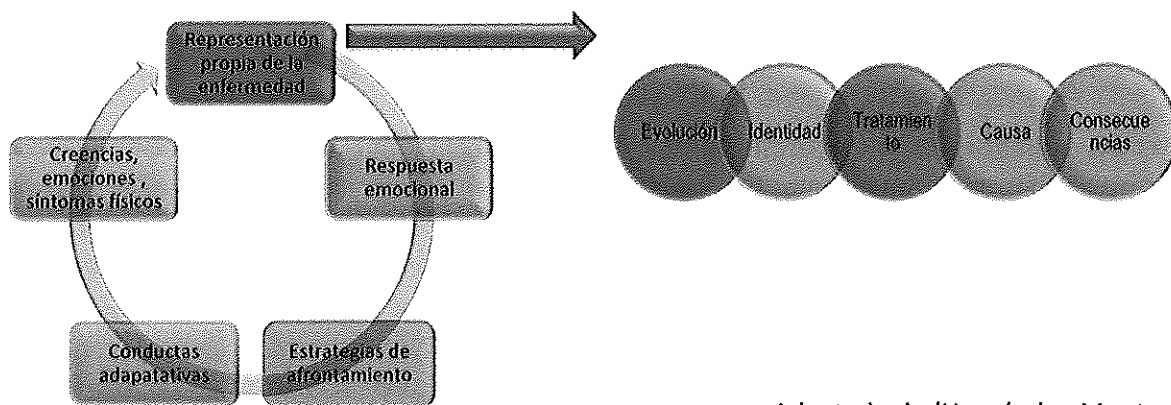 Representación
propia de la
enfermedad
Respuesta
emocional
Estrategias de
afrontamiento
Conductas
adapatativas
Creencias,
emociones ,
síntomas físicos
Evolución
Identidad
Tratamien
to
Causa
Consecue
ncias